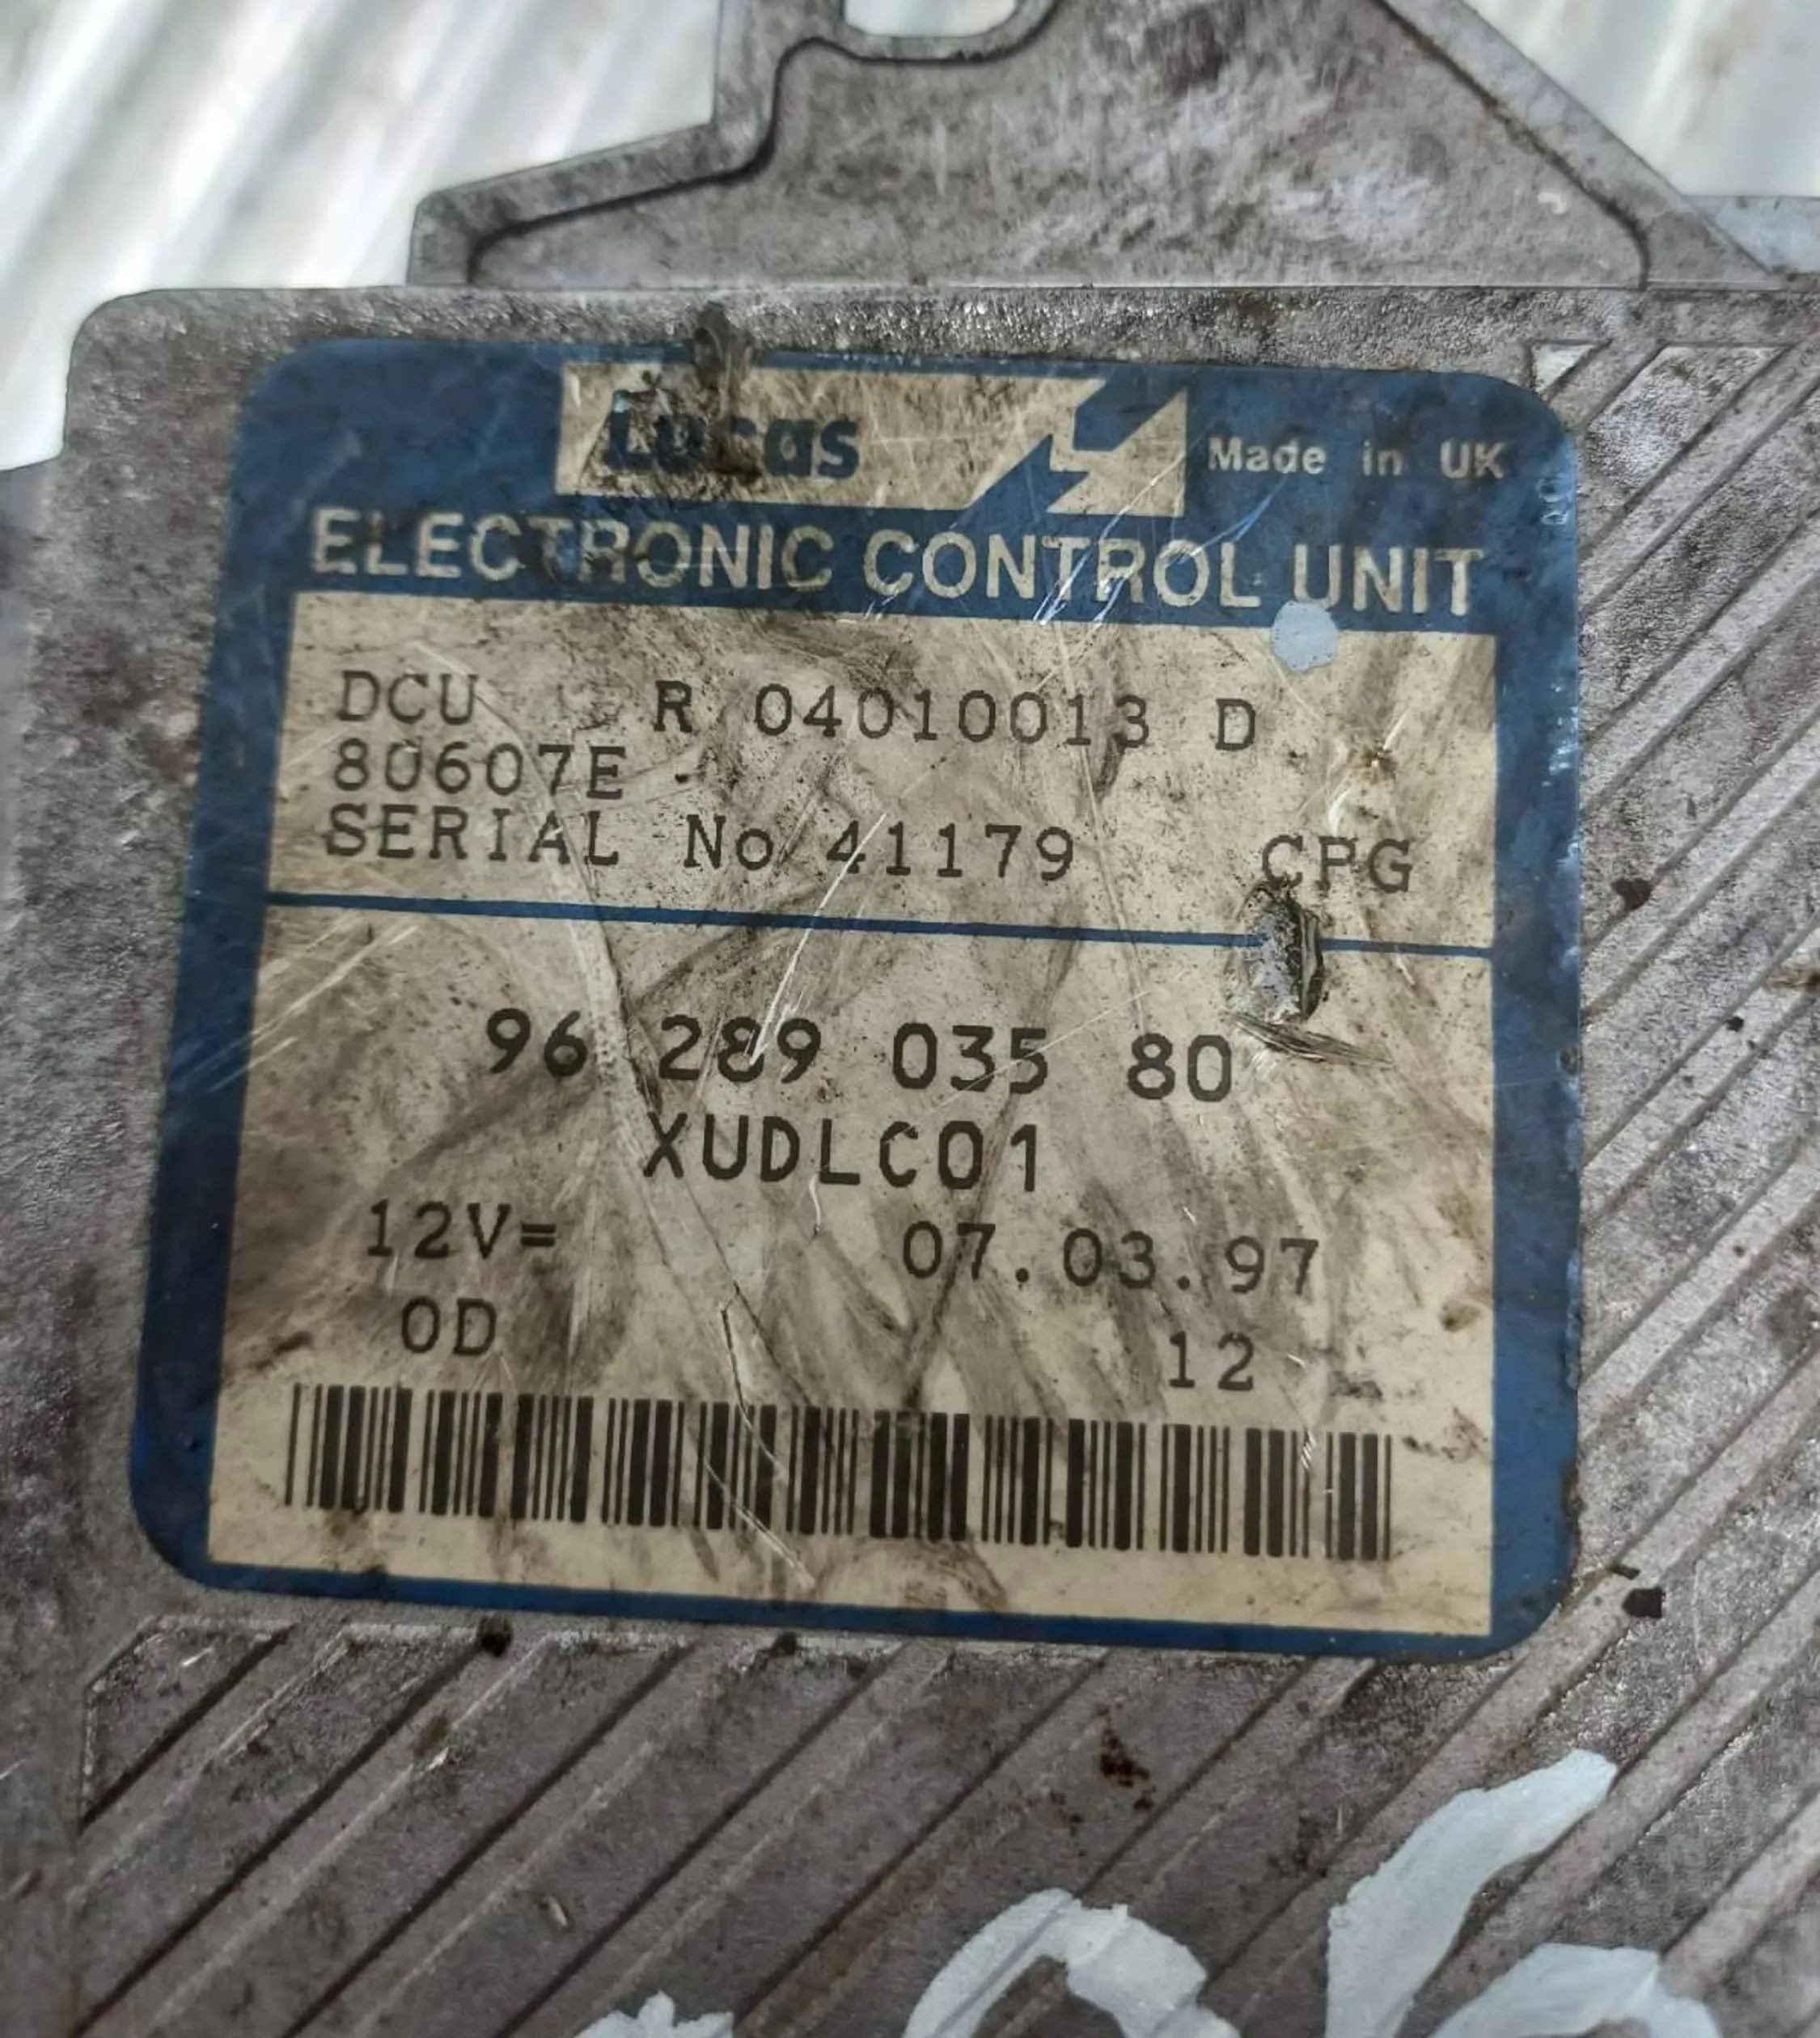 Lucas
Made in UK
ELECTRONIC CONTROL UNIT
DCU R 04010013 D
80607E
SERIAL No 41179 CPG
96 289 035 80
XUDLC01
12V= 07.03.97
0D 12